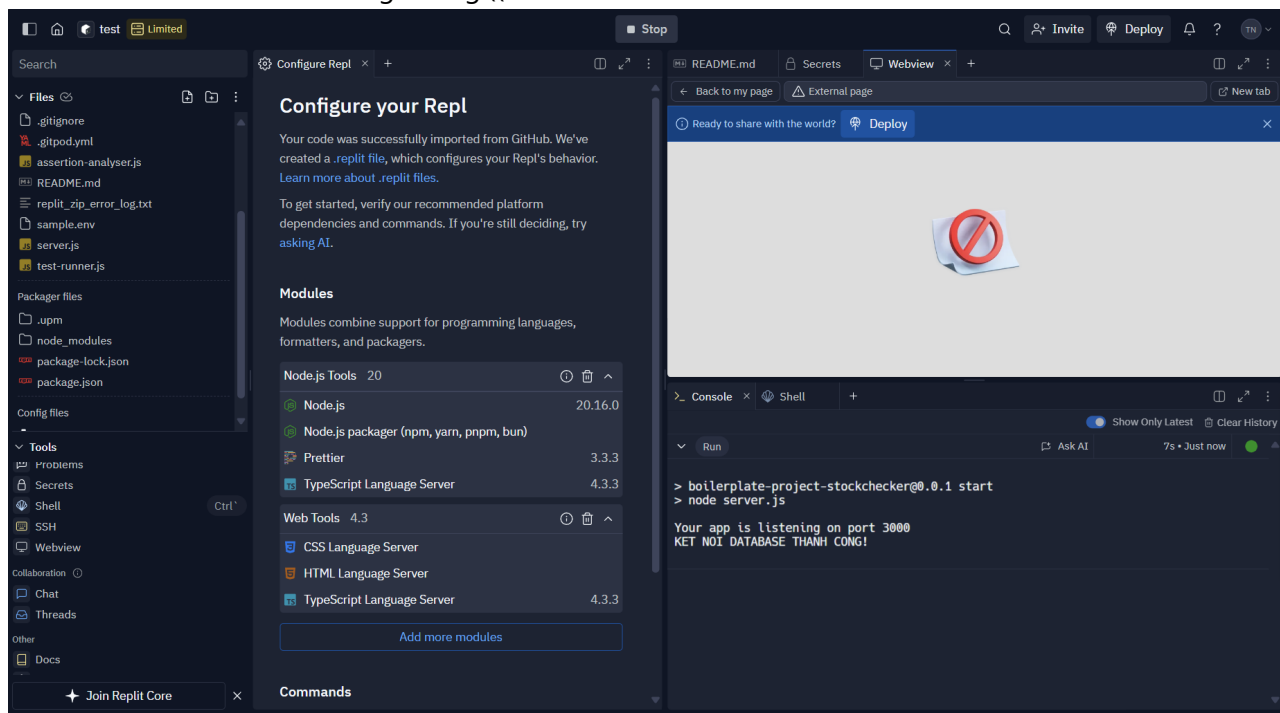 test Limited
Stop
Invite Deploy ? TN
Search
Files
.gitignore
.gitpod.yml
assertion-analyser.js
README.md
replit_zip_error_log.txt
sample.env
server.js
test-runner.js
Packager files
.upm
node_modules
package-lock.json
package.json
Config files
Tools
Problems
Secrets
Shell Ctrl`
SSH
Webview
Collaboration
Chat
Threads
Other
Docs
Join Replit Core
Configure Repl
Configure your Repl
Your code was successfully imported from GitHub. We've
created a .replit file, which configures your Repl's behavior.
Learn more about .replit files.
To get started, verify our recommended platform
dependencies and commands. If you're still deciding, try
asking AI.
Modules
Modules combine support for programming languages,
formatters, and packagers.
Node.js Tools 20
Node.js 20.16.0
Node.js packager (npm, yarn, pnpm, bun)
Prettier 3.3.3
TypeScript Language Server 4.3.3
Web Tools 4.3
CSS Language Server
HTML Language Server
TypeScript Language Server 4.3.3
Add more modules
Commands
README.md Secrets Webview
Back to my page External page New tab
Ready to share with the world? Deploy
Console Shell
Show Only Latest Clear History
Run Ask AI 7s • Just now
> boilerplate-project-stockchecker@0.0.1 start
> node server.js
Your app is listening on port 3000
KET NOI DATABASE THANH CONG!